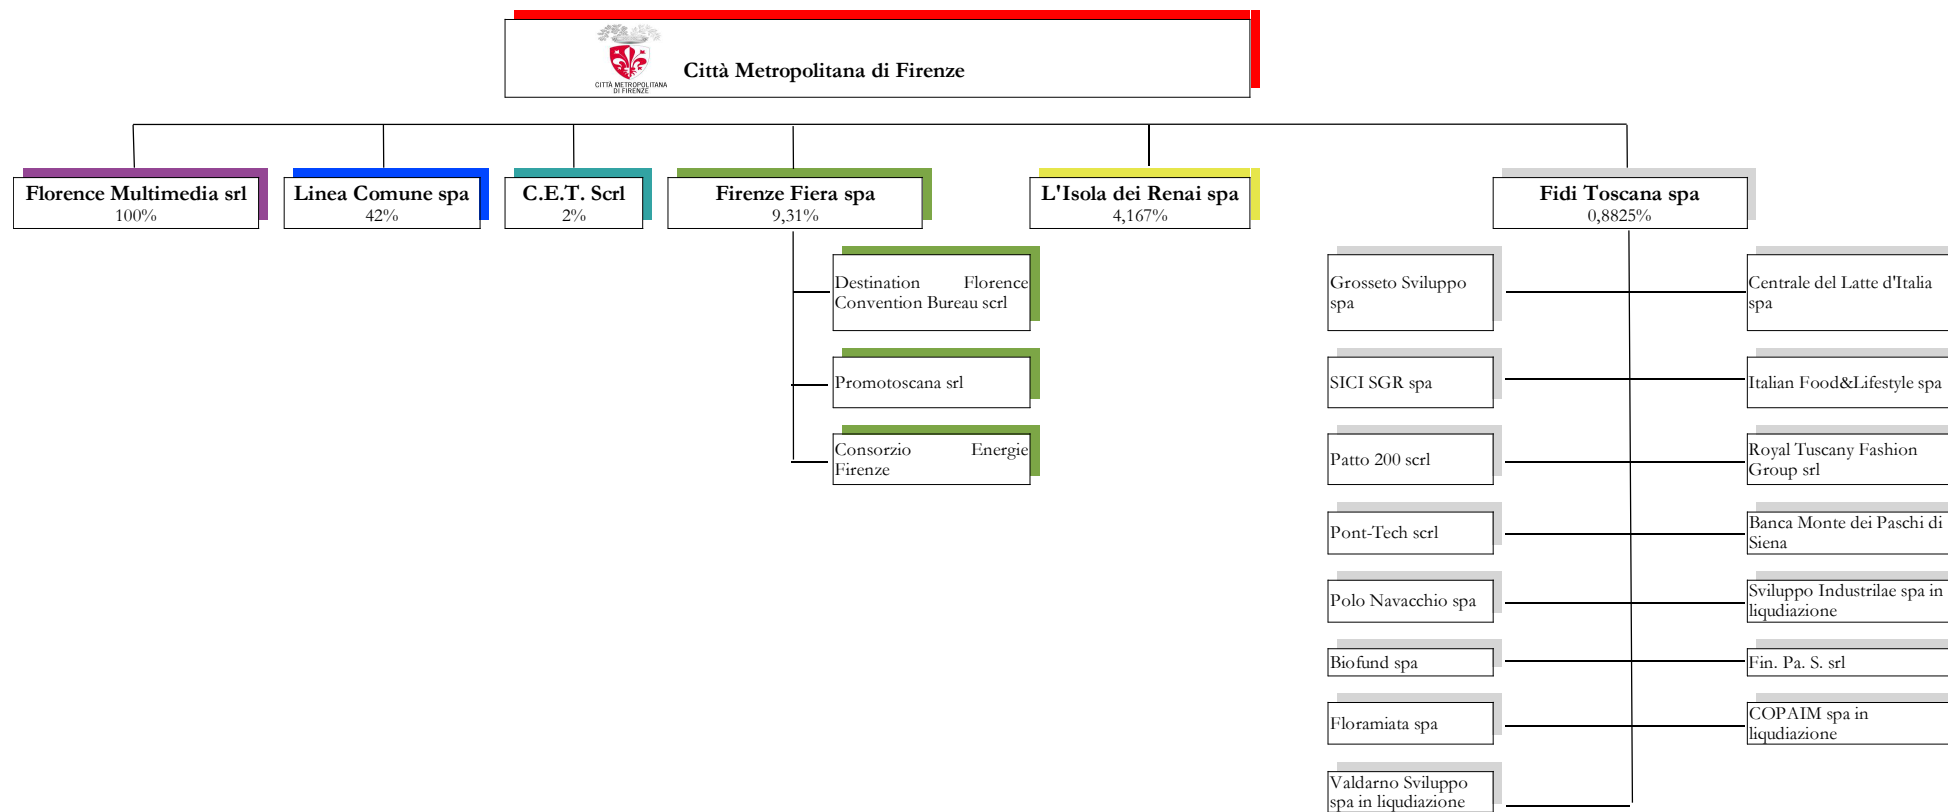 CITTÀ METROPOLITANA
DI FIRENZE
Città Metropolitana di Firenze
Florence Multimedia srl
100%
Linea Comune spa
42%
C.E.T. Scrl
2%
Firenze Fiera spa
9,31%
L'Isola dei Renai spa
4,167%
Fidi Toscana spa
0,8825%
Destination Florence
Convention Bureau scrl
Promotoscana srl
Consorzio Energie
Firenze
Grosseto Sviluppo
spa
SICI SGR spa
Patto 200 scrl
Pont-Tech scrl
Polo Navacchio spa
Biofund spa
Floramiata spa
Valdarno Sviluppo
spa in liqudiazione
Centrale del Latte d'Italia
spa
Italian Food&Lifestyle spa
Royal Tuscany Fashion
Group srl
Banca Monte dei Paschi di
Siena
Sviluppo Industrilae spa in
liqudiazione
Fin. Pa. S. srl
COPAIM spa in
liqudiazione